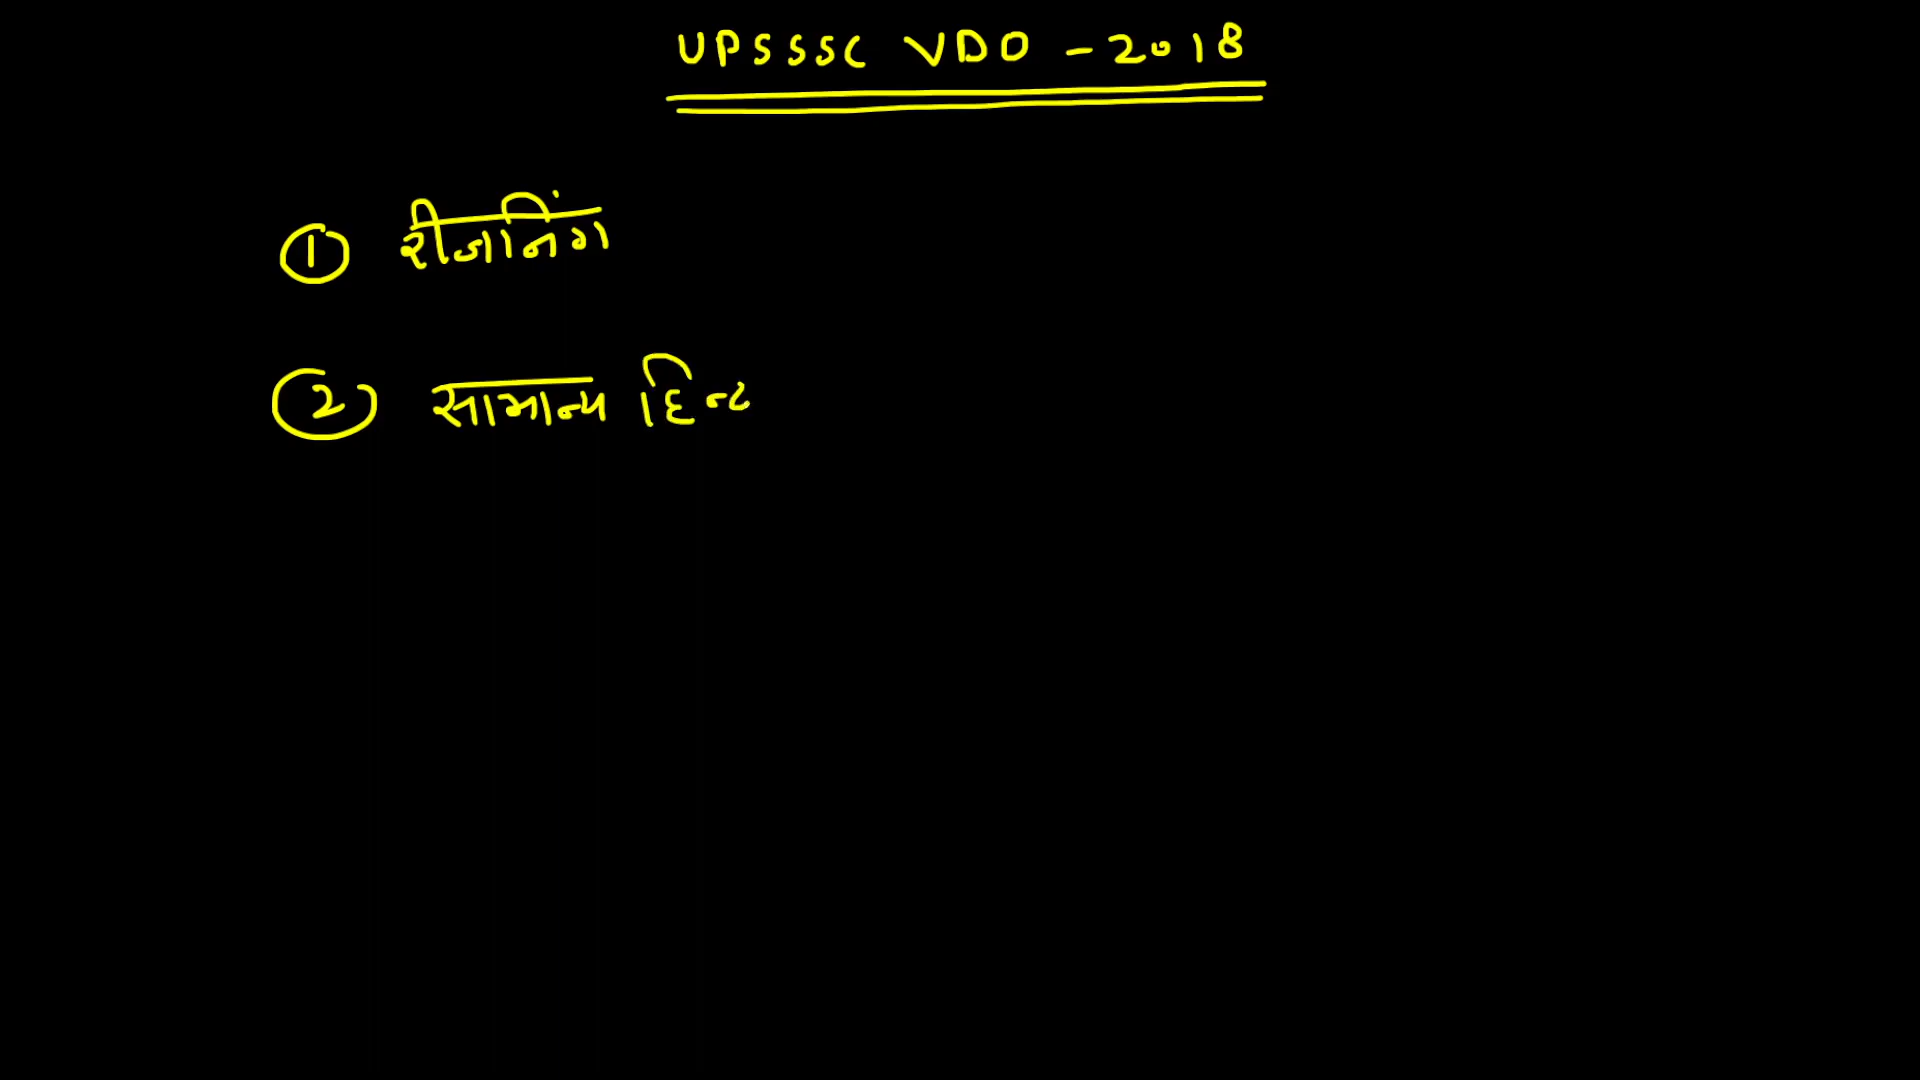 UPSSSC VDO - 2018
① रीजनिंग
② सामान्य हिन्द